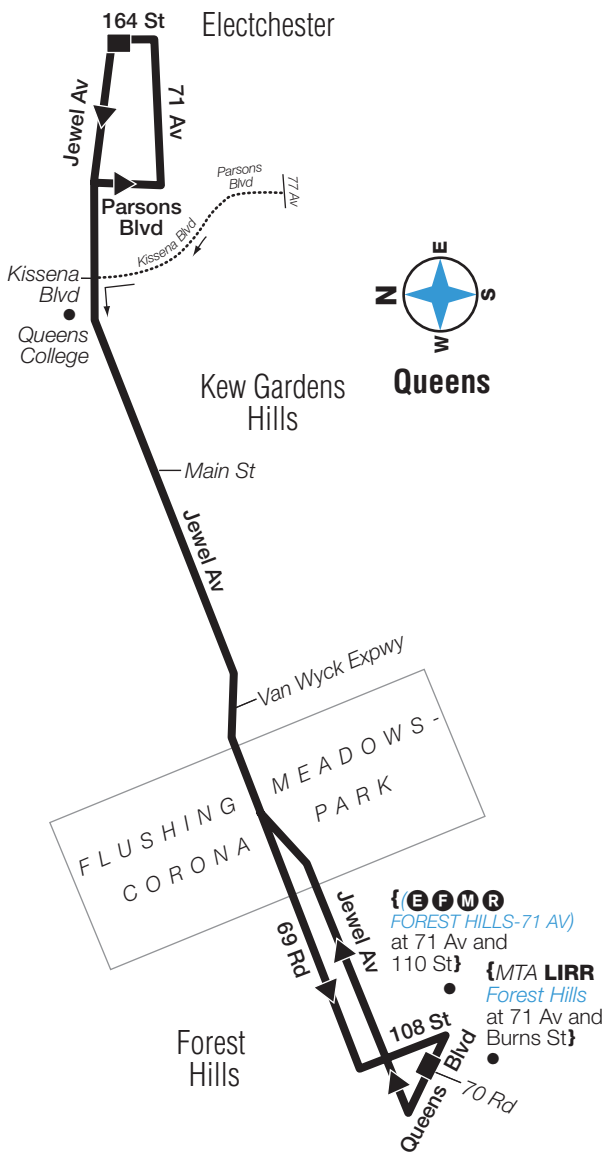 164 St
Electchester
Jewel Av
71 Av
Parsons
Blvd
Parsons
Blvd
77 Av
Kissena Blvd
Kissena
Blvd
Queens
College
E
N
S
W
Queens
Kew Gardens
Hills
Main St
Jewel Av
Van Wyck Expwy
FLUSHING MEADOWS-
CORONA PARK
69 Rd
Jewel Av
{(E F M R
FOREST HILLS-71 AV)
at 71 Av and
110 St}
{MTA LIRR
Forest Hills
at 71 Av and
Burns St}
108 St
Forest
Hills
Queens Blvd
70 Rd